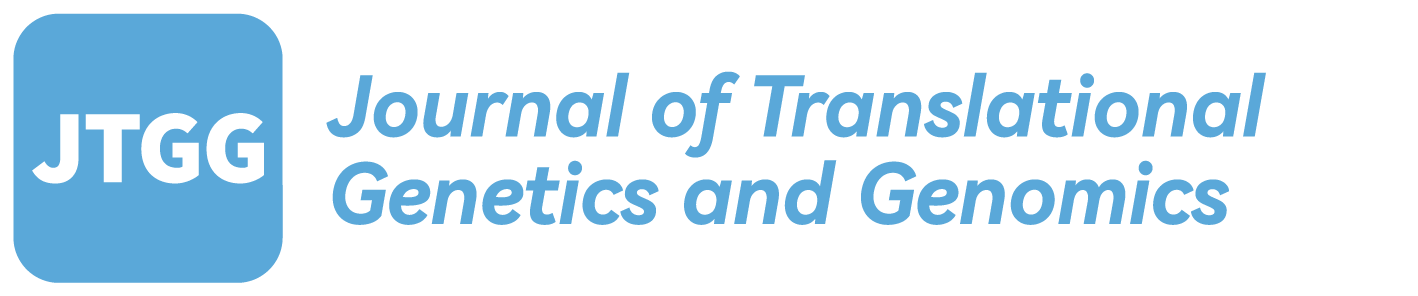 JTGG
Journal of Translational
Genetics and Genomics